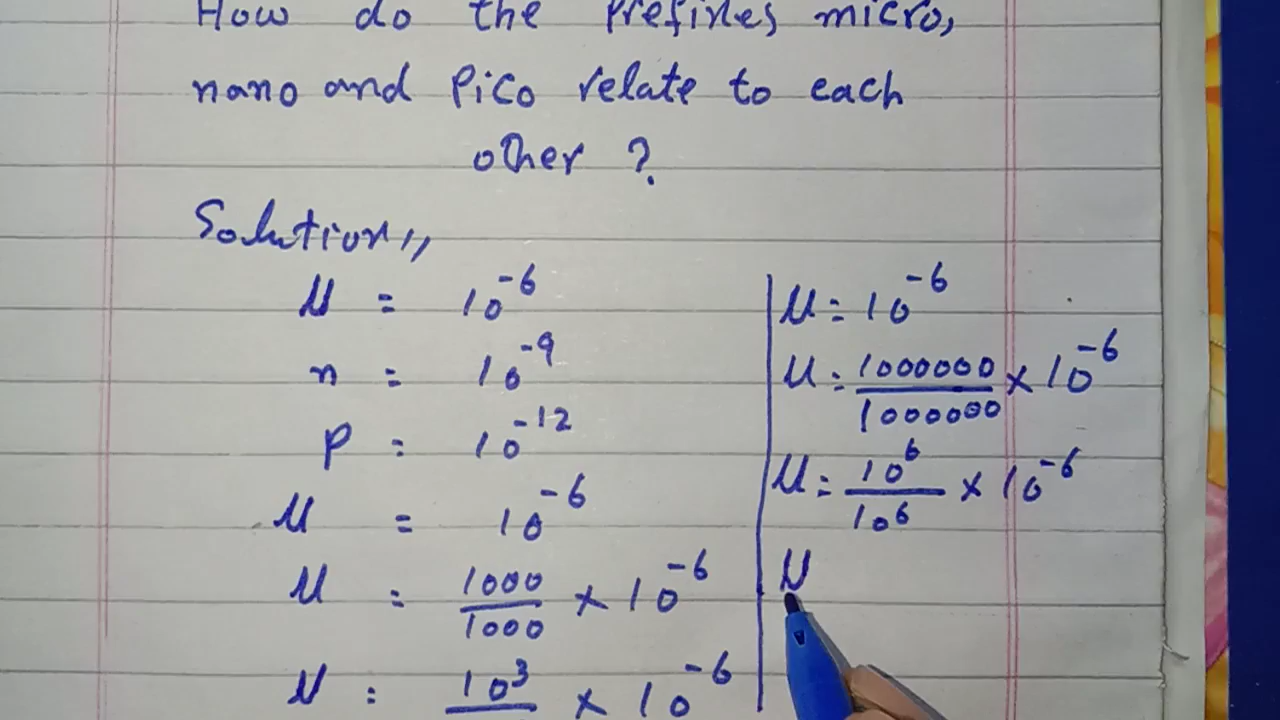 How do the Prefixes micro,
nano and Pico relate to each
other ?
Solution,,
μ = 10^-6
n = 10^-9
p = 10^-12
μ = 10^-6
μ = 1000/1000 × 10^-6
μ = 10^3/ × 10^-6
μ = 10^-6
μ = 1000000/1000000 × 10^-6
μ = 10^6/10^6 × 10^-6
μ